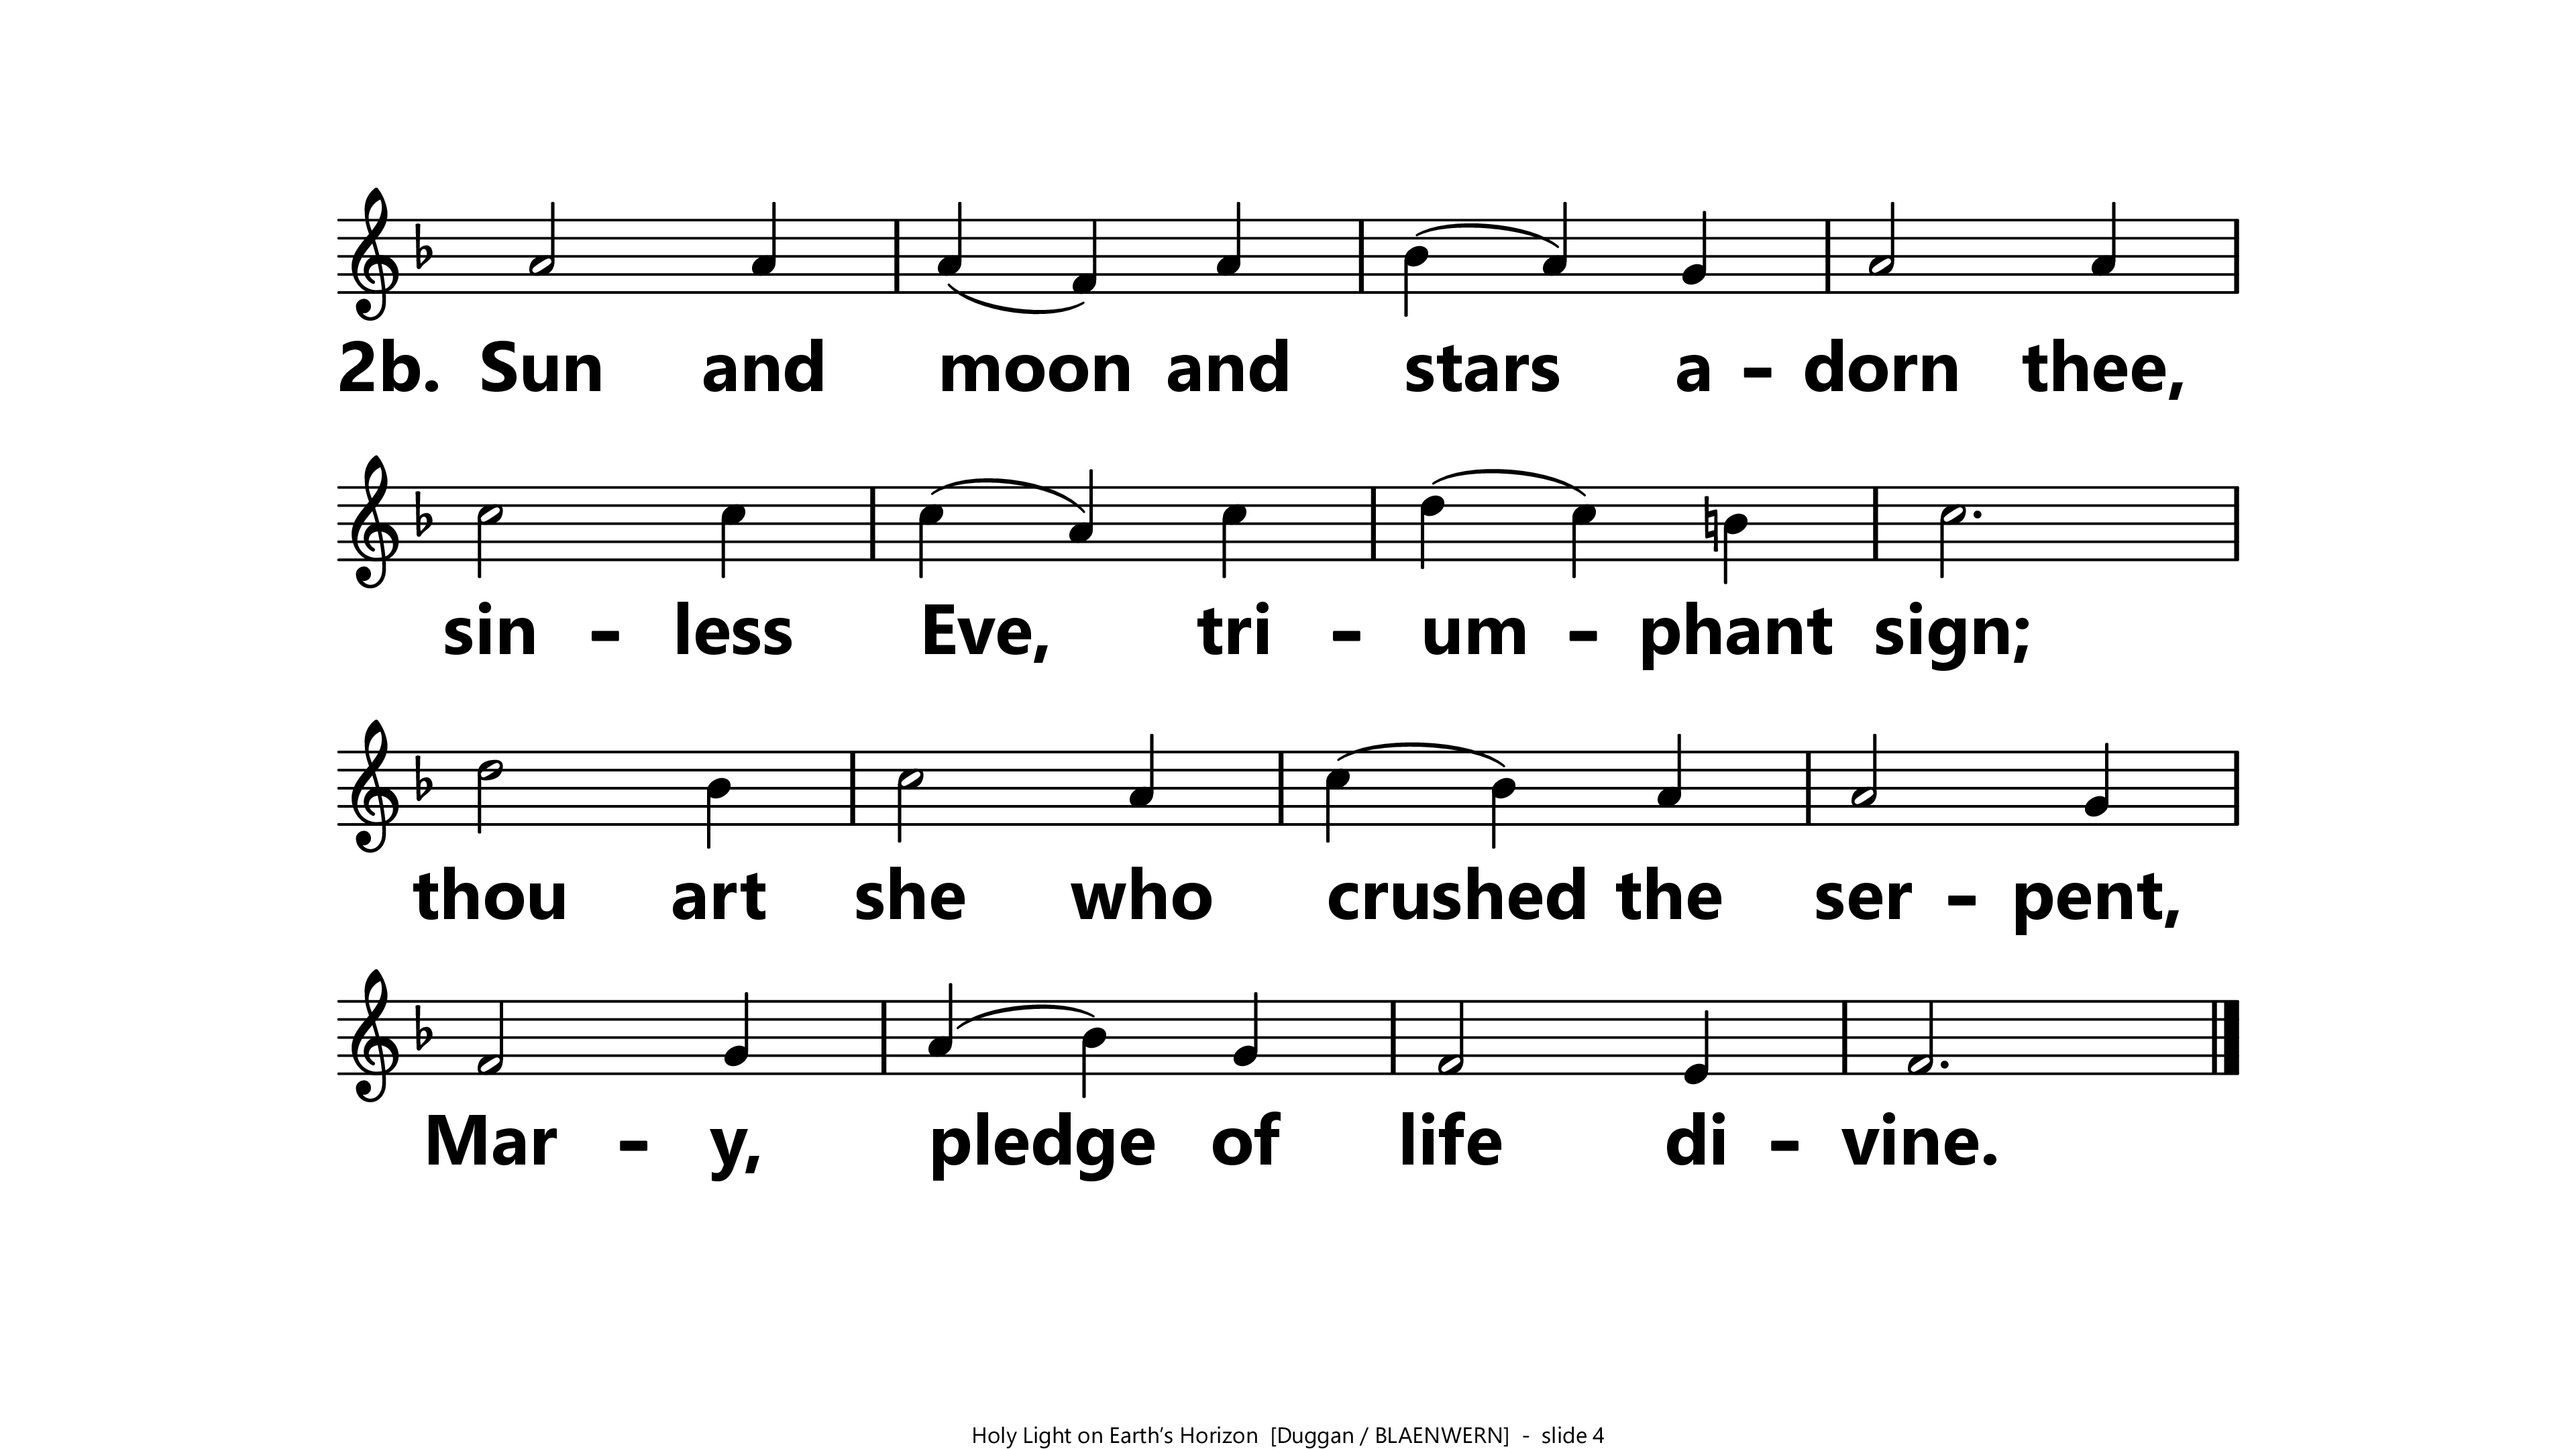 2b. Sun and moon and stars a - dorn thee,
sin - less Eve, tri - um - phant sign;
thou art she who crushed the ser - pent,
Mar - y, pledge of life di - vine.
Holy Light on Earth’s Horizon [Duggan / BLAENWERN] - slide 4